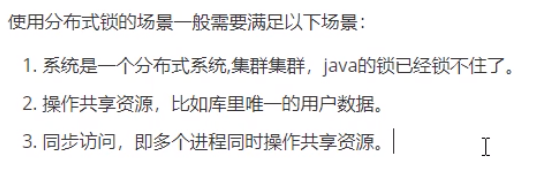 使用分布式锁的场景一般需要满足以下场景：
1. 系统是一个分布式系统,集群集群，java的锁已经锁不住了。
2. 操作共享资源，比如库里唯一的用户数据。
3. 同步访问，即多个进程同时操作共享资源。